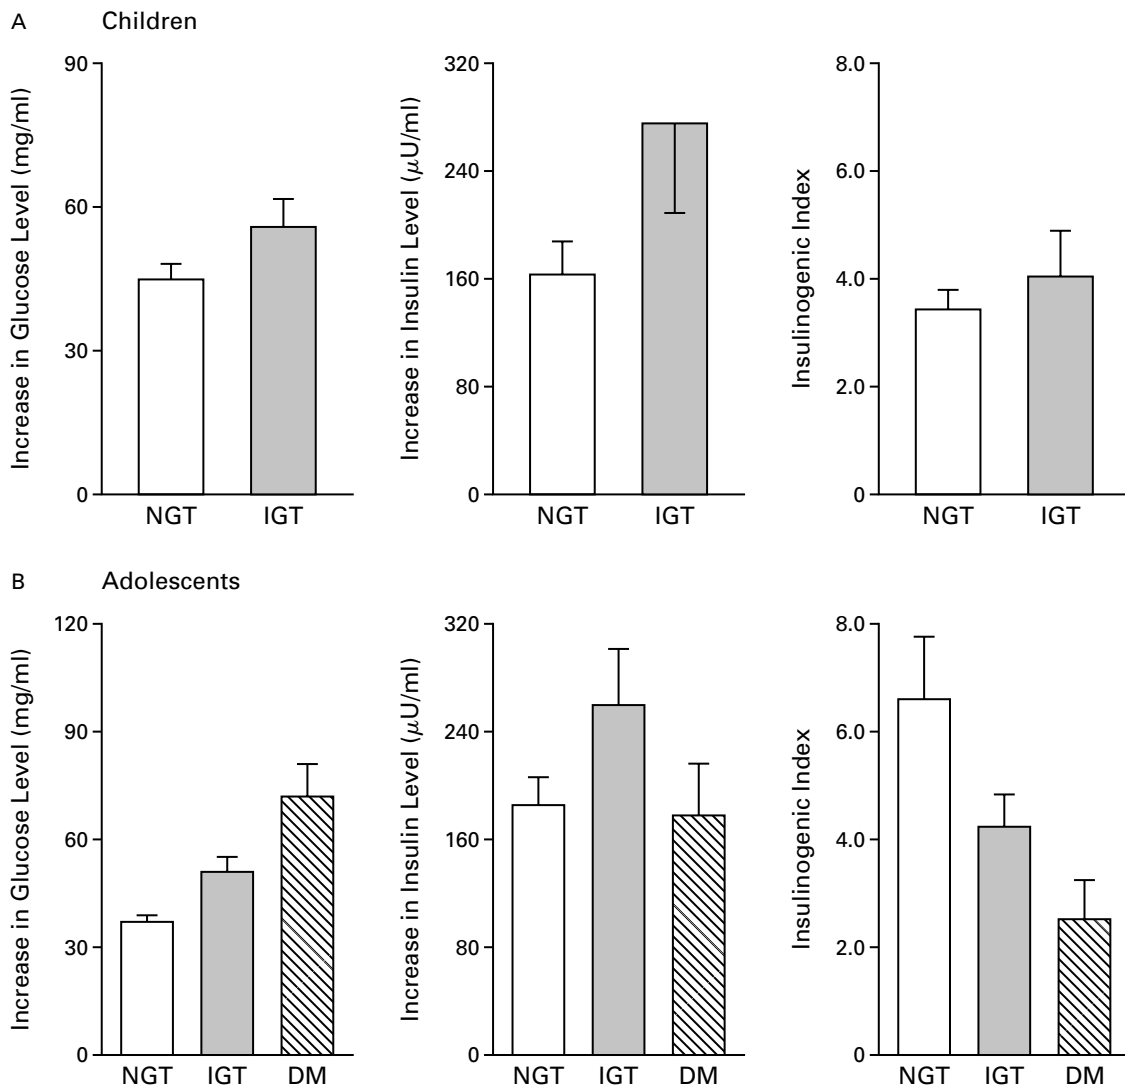 A Children
Increase in Glucose Level (mg/ml)
90
60
30
0
NGT IGT
Increase in Insulin Level (μU/ml)
320
240
160
80
0
NGT IGT
Insulinogenic Index
8.0
6.0
4.0
2.0
0
NGT IGT
B Adolescents
Increase in Glucose Level (mg/ml)
120
90
60
30
0
NGT IGT DM
Increase in Insulin Level (μU/ml)
320
240
160
80
0
NGT IGT DM
Insulinogenic Index
8.0
6.0
4.0
2.0
0
NGT IGT DM